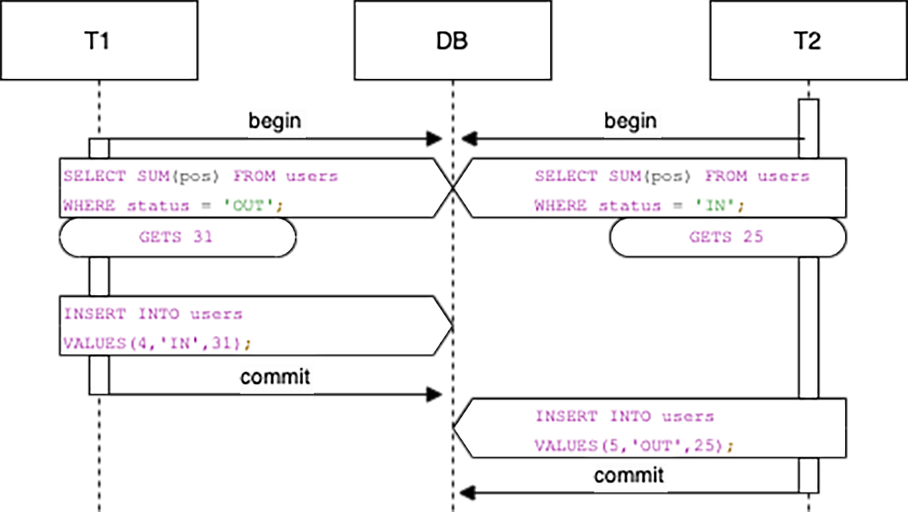 T1
DB
T2
begin
begin
SELECT SUM(pos) FROM users
WHERE status = 'OUT';
SELECT SUM(pos) FROM users
WHERE status = 'IN';
GETS 31
GETS 25
INSERT INTO users
VALUES(4,'IN',31);
commit
INSERT INTO users
VALUES(5,'OUT',25);
commit